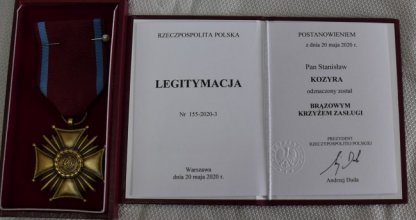 RZECZPOSPOLITA POLSKA
LEGITYMACJA
Nr 155-2020-3
Warszawa
dnia 20 maja 2020 r.
POSTANOWIENIEM
z dnia 20 maja 2020 r.
Pan Stanisław
KOZYRA
odznaczony został
BRĄZOWYM
KRZYŻEM ZASŁUGI
PREZYDENT
RZECZYPOSPOLITEJ POLSKIEJ
Andrzej Duda